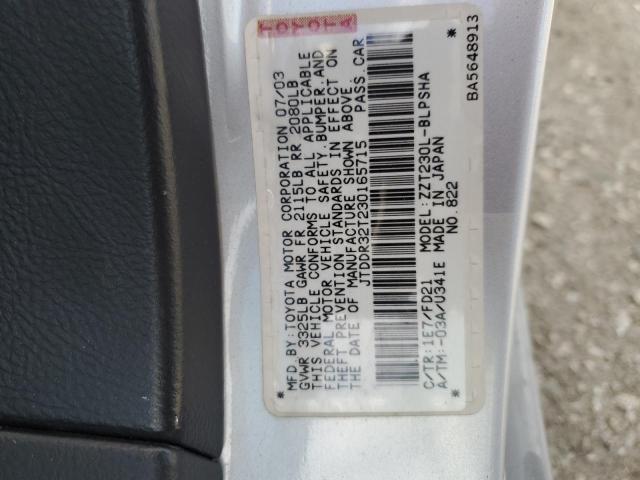 TOYOTA
MFD.BY:TOYOTA MOTOR CORPORATION 07/03
GVWR 3325LB GAWR FR 2115LB RR 2080LB
THIS VEHICLE CONFORMS TO ALL APPLICABLE
FEDERAL MOTOR VEHICLE SAFETY,BUMPER,AND
THEFT PREVENTION STANDARDS IN EFFECT ON
THE DATE OF MANUFACTURE SHOWN ABOVE.
JTDDR32T230165715 PASS CAR
* *
C/TR:1E7/FD21 MODEL:ZZT230L-BLPSHA
A/TM:-03A/U341E MADE IN JAPAN
NO.822
BA5648913